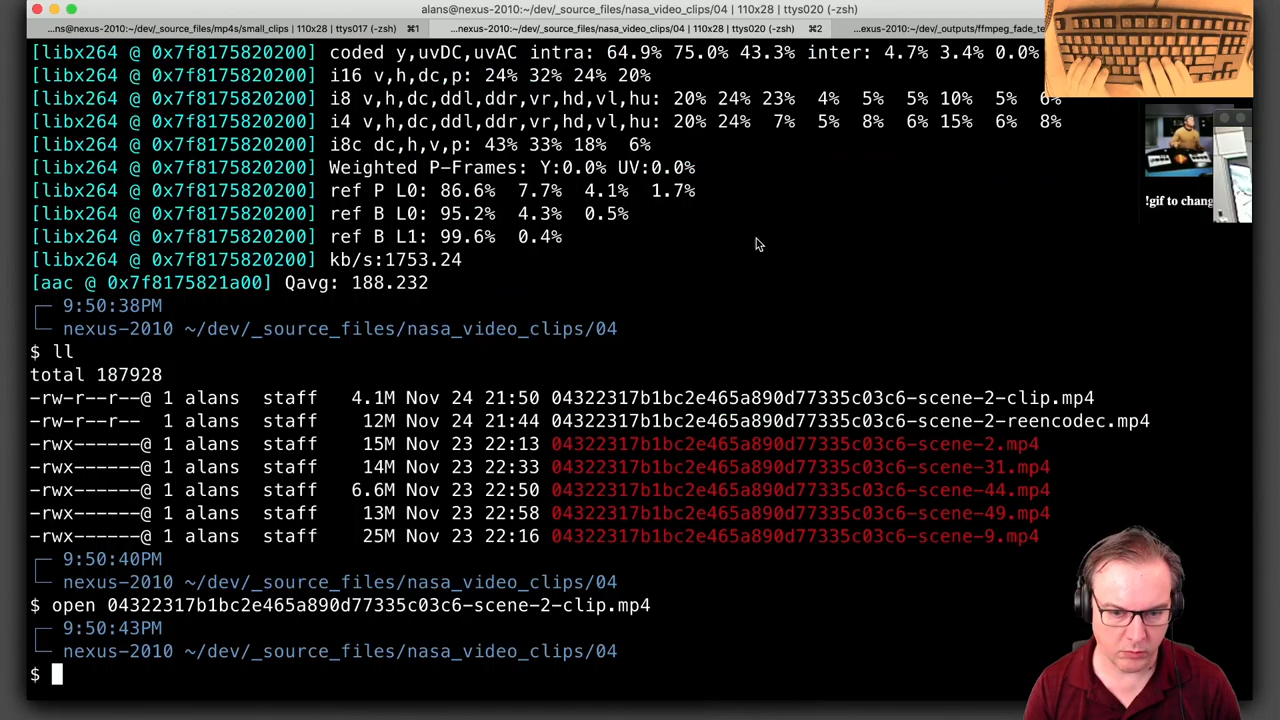 alans@nexus-2010:~/dev/_source_files/nasa_video_clips/04 | 110x28 | ttys020 (-zsh)
...ns@nexus-2010:~/dev/_source_files/mp4s/small_clips | 110x28 | ttys017 (-zsh) ⌘1 ...nexus-2010:~/dev/_source_files/nasa_video_clips/04 | 110x28 | ttys020 (-zsh) ⌘2 ...exus-2010:~/dev/_outputs/ffmpeg_fade_te
[libx264 @ 0x7f8175820200] coded y,uvDC,uvAC intra: 64.9% 75.0% 43.3% inter: 4.7% 3.4% 0.0%
[libx264 @ 0x7f8175820200] i16 v,h,dc,p: 24% 32% 24% 20%
[libx264 @ 0x7f8175820200] i8 v,h,dc,ddl,ddr,vr,hd,vl,hu: 20% 24% 23%  4%  5%  5% 10%  5%  6%
[libx264 @ 0x7f8175820200] i4 v,h,dc,ddl,ddr,vr,hd,vl,hu: 20% 24%  7%  5%  8%  6% 15%  6%  8%
[libx264 @ 0x7f8175820200] i8c dc,h,v,p: 43% 33% 18%  6%
[libx264 @ 0x7f8175820200] Weighted P-Frames: Y:0.0% UV:0.0%
[libx264 @ 0x7f8175820200] ref P L0: 86.6%  7.7%  4.1%  1.7%
[libx264 @ 0x7f8175820200] ref B L0: 95.2%  4.3%  0.5%
[libx264 @ 0x7f8175820200] ref B L1: 99.6%  0.4%
[libx264 @ 0x7f8175820200] kb/s:1753.24
[aac @ 0x7f8175821a00] Qavg: 188.232
9:50:38PM
nexus-2010 ~/dev/_source_files/nasa_video_clips/04
$ ll
total 187928
-rw-r--r--@ 1 alans  staff   4.1M Nov 24 21:50 04322317b1bc2e465a890d77335c03c6-scene-2-clip.mp4
-rw-r--r--  1 alans  staff    12M Nov 24 21:44 04322317b1bc2e465a890d77335c03c6-scene-2-reencodec.mp4
-rwx------@ 1 alans  staff    15M Nov 23 22:13 04322317b1bc2e465a890d77335c03c6-scene-2.mp4
-rwx------@ 1 alans  staff    14M Nov 23 22:33 04322317b1bc2e465a890d77335c03c6-scene-31.mp4
-rwx------@ 1 alans  staff   6.6M Nov 23 22:50 04322317b1bc2e465a890d77335c03c6-scene-44.mp4
-rwx------@ 1 alans  staff    13M Nov 23 22:58 04322317b1bc2e465a890d77335c03c6-scene-49.mp4
-rwx------@ 1 alans  staff    25M Nov 23 22:16 04322317b1bc2e465a890d77335c03c6-scene-9.mp4
9:50:40PM
nexus-2010 ~/dev/_source_files/nasa_video_clips/04
$ open 04322317b1bc2e465a890d77335c03c6-scene-2-clip.mp4
9:50:43PM
nexus-2010 ~/dev/_source_files/nasa_video_clips/04
$
!gif to chang